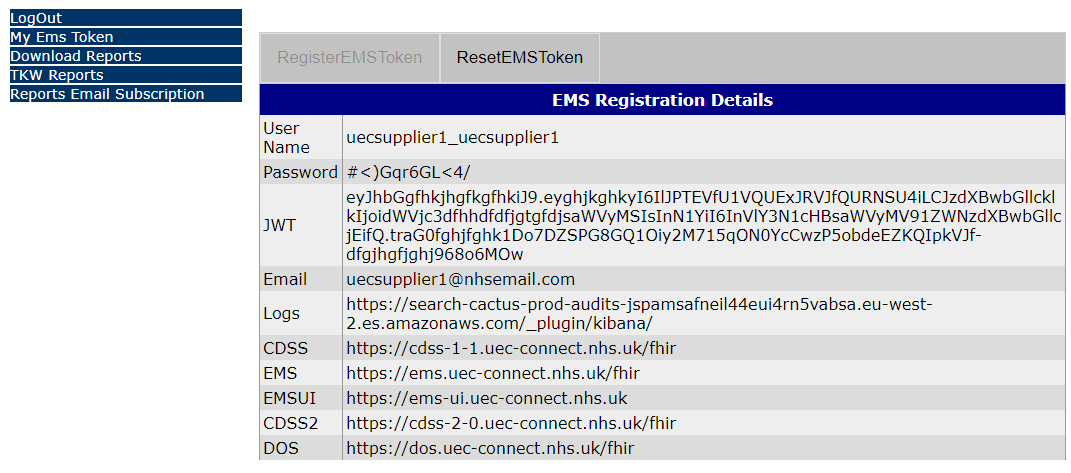 LogOut
My Ems Token
Download Reports
TKW Reports
Reports Email Subscription
RegisterEMSToken ResetEMSToken
EMS Registration Details
User
Name uecsupplier1_uecsupplier1
Password #<)Gqr6GL<4/
JWT eyJhbGgfhkjhgfkgfhkiJ9.eyghjkghkyI6IlJPTEVfU1VQUExJRVJfQURNSU4iLCJzdXBwbGllckl
kIjoidWVjc3dfhhdfdfjgtgfdjsaWVyMSIsInN1YiI6InVlY3N1cHBsaWVyMV91ZWNzdXBwbGllc
jEifQ.traG0fghjfghk1Do7DZSPG8GQ1Oiy2M715qON0YcCwzP5obdeEZKQIpkVJf-
dfgjhgfjghj968o6MOw
Email uecsupplier1@nhsemail.com
Logs https://search-cactus-prod-audits-jspamsafneil44eui4rn5vabsa.eu-west-
2.es.amazonaws.com/_plugin/kibana/
CDSS https://cdss-1-1.uec-connect.nhs.uk/fhir
EMS https://ems.uec-connect.nhs.uk/fhir
EMSUI https://ems-ui.uec-connect.nhs.uk
CDSS2 https://cdss-2-0.uec-connect.nhs.uk/fhir
DOS https://dos.uec-connect.nhs.uk/fhir